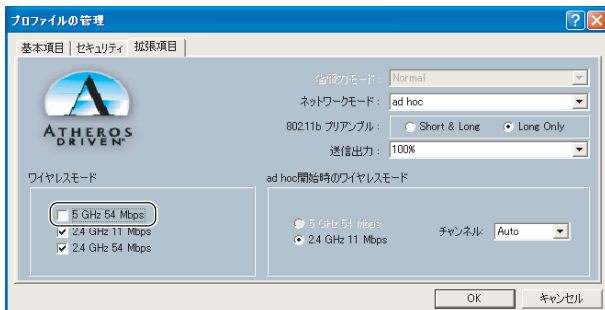 プロファイルの管理
基本項目 セキュリティ 拡張項目
省電力モード: Normal
ネットワークモード: ad hoc
802.11b プリアンブル: Short & Long Long Only
送信出力: 100%
ATHEROS
DRIVEN
ワイヤレスモード
5 GHz 54 Mbps
2.4 GHz 11 Mbps
2.4 GHz 54 Mbps
ad hoc開始時のワイヤレスモード
5 GHz 54 Mbps
2.4 GHz 11 Mbps
チャンネル: Auto
OK キャンセル